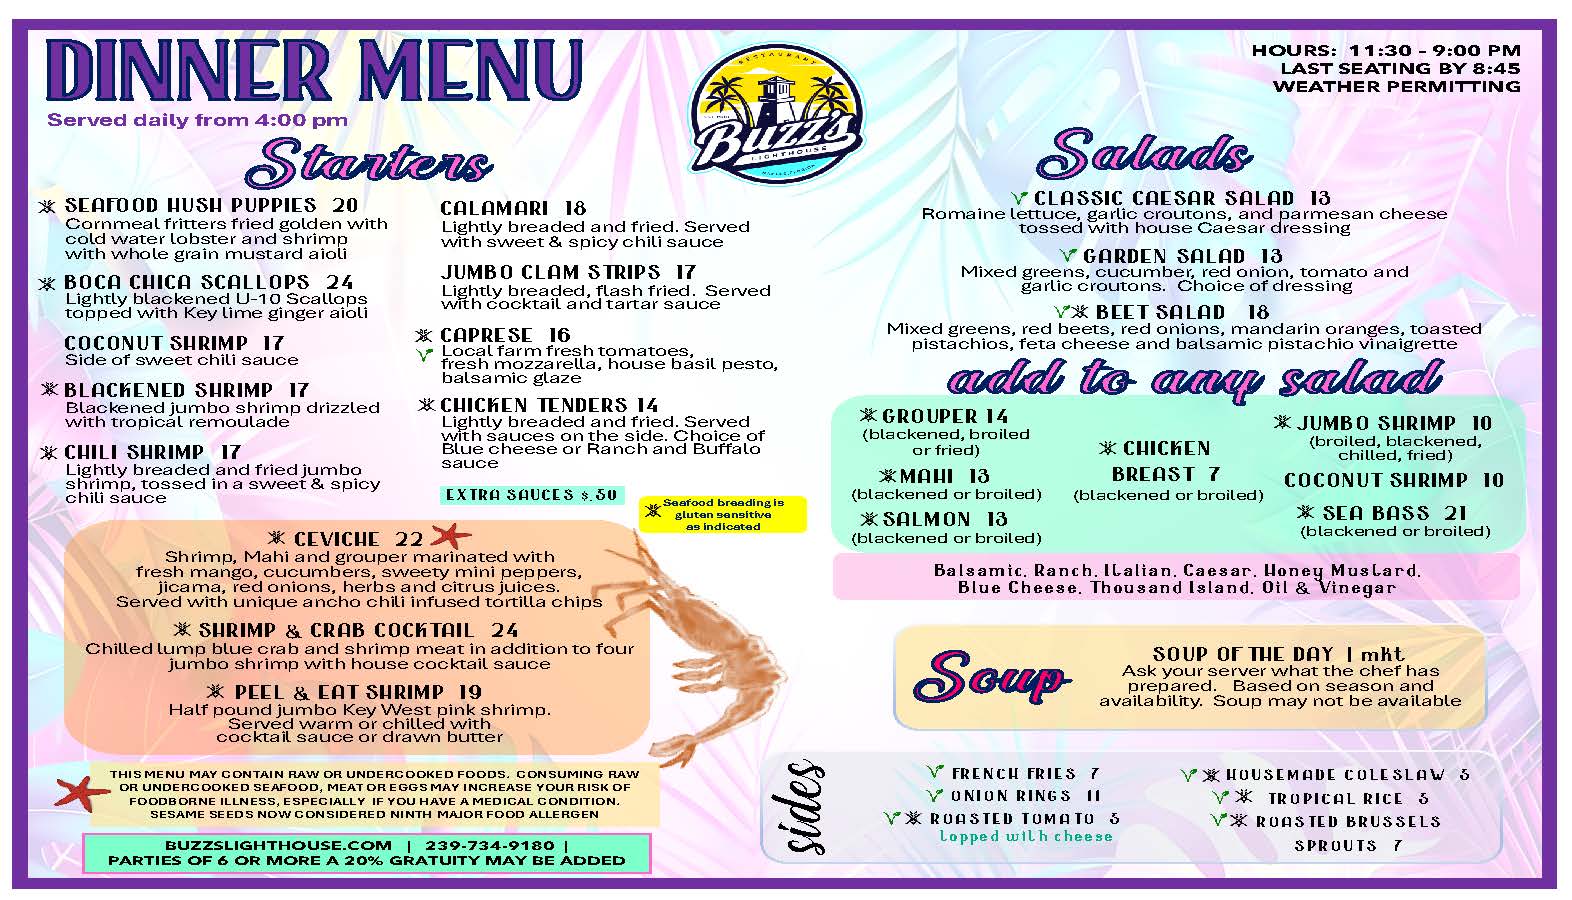 DINNER MENU
Served daily from 4:00 pm
RESTAURANT
Buzz's
LIGHTHOUSE
NAPLES, FLORIDA
HOURS: 11:30 - 9:00 PM
LAST SEATING BY 8:45
WEATHER PERMITTING
Starters
SEAFOOD HUSH PUPPIES 20
Cornmeal fritters fried golden with
cold water lobster and shrimp
with whole grain mustard aioli
BOCA CHICA SCALLOPS 24
Lightly blackened U-10 Scallops
topped with Key lime ginger aioli
COCONUT SHRIMP 17
Side of sweet chili sauce
BLACKENED SHRIMP 17
Blackened jumbo shrimp drizzled
with tropical remoulade
CHILI SHRIMP 17
Lightly breaded and fried jumbo
shrimp, tossed in a sweet & spicy
chili sauce
CALAMARI 18
Lightly breaded and fried. Served
with sweet & spicy chili sauce
JUMBO CLAM STRIPS 17
Lightly breaded, flash fried. Served
with cocktail and tartar sauce
CAPRESE 16
Local farm fresh tomatoes,
fresh mozzarella, house basil pesto,
balsamic glaze
CHICKEN TENDERS 14
Lightly breaded and fried. Served
with sauces on the side. Choice of
Blue cheese or Ranch and Buffalo
sauce
EXTRA SAUCES $.50
Seafood breading is
gluten sensitive
as indicated
CEVICHE 22
Shrimp, Mahi and grouper marinated with
fresh mango, cucumbers, sweety mini peppers,
jicama, red onions, herbs and citrus juices.
Served with unique ancho chili infused tortilla chips
SHRIMP & CRAB COCKTAIL 24
Chilled lump blue crab and shrimp meat in addition to four
jumbo shrimp with house cocktail sauce
PEEL & EAT SHRIMP 19
Half pound jumbo Key West pink shrimp.
Served warm or chilled with
cocktail sauce or drawn butter
THIS MENU MAY CONTAIN RAW OR UNDERCOOKED FOODS. CONSUMING RAW
OR UNDERCOOKED SEAFOOD, MEAT OR EGGS MAY INCREASE YOUR RISK OF
FOODBORNE ILLNESS, ESPECIALLY IF YOU HAVE A MEDICAL CONDITION.
SESAME SEEDS NOW CONSIDERED NINTH MAJOR FOOD ALLERGEN
BUZZSLIGHTHOUSE.COM | 239-734-9180 |
PARTIES OF 6 OR MORE A 20% GRATUITY MAY BE ADDED
Salads
CLASSIC CAESAR SALAD 13
Romaine lettuce, garlic croutons, and parmesan cheese
tossed with house Caesar dressing
GARDEN SALAD 13
Mixed greens, cucumber, red onion, tomato and
garlic croutons. Choice of dressing
BEET SALAD 18
Mixed greens, red beets, red onions, mandarin oranges, toasted
pistachios, feta cheese and balsamic pistachio vinaigrette
add to any salad
GROUPER 14
(blackened, broiled
or fried)
MAHI 13
(blackened or broiled)
SALMON 13
(blackened or broiled)
CHICKEN
BREAST 7
(blackened or broiled)
JUMBO SHRIMP 10
(broiled, blackened,
chilled, fried)
COCONUT SHRIMP 10
SEA BASS 21
(blackened or broiled)
Balsamic, Ranch, Italian, Caesar, Honey Mustard,
Blue Cheese, Thousand Island, Oil & Vinegar
Soup
SOUP OF THE DAY | mkt
Ask your server what the chef has
prepared. Based on season and
availability. Soup may not be available
sides
FRENCH FRIES 7
ONION RINGS 11
ROASTED TOMATO 5
topped with cheese
HOUSEMADE COLESLAW 5
TROPICAL RICE 5
ROASTED BRUSSELS
SPROUTS 7